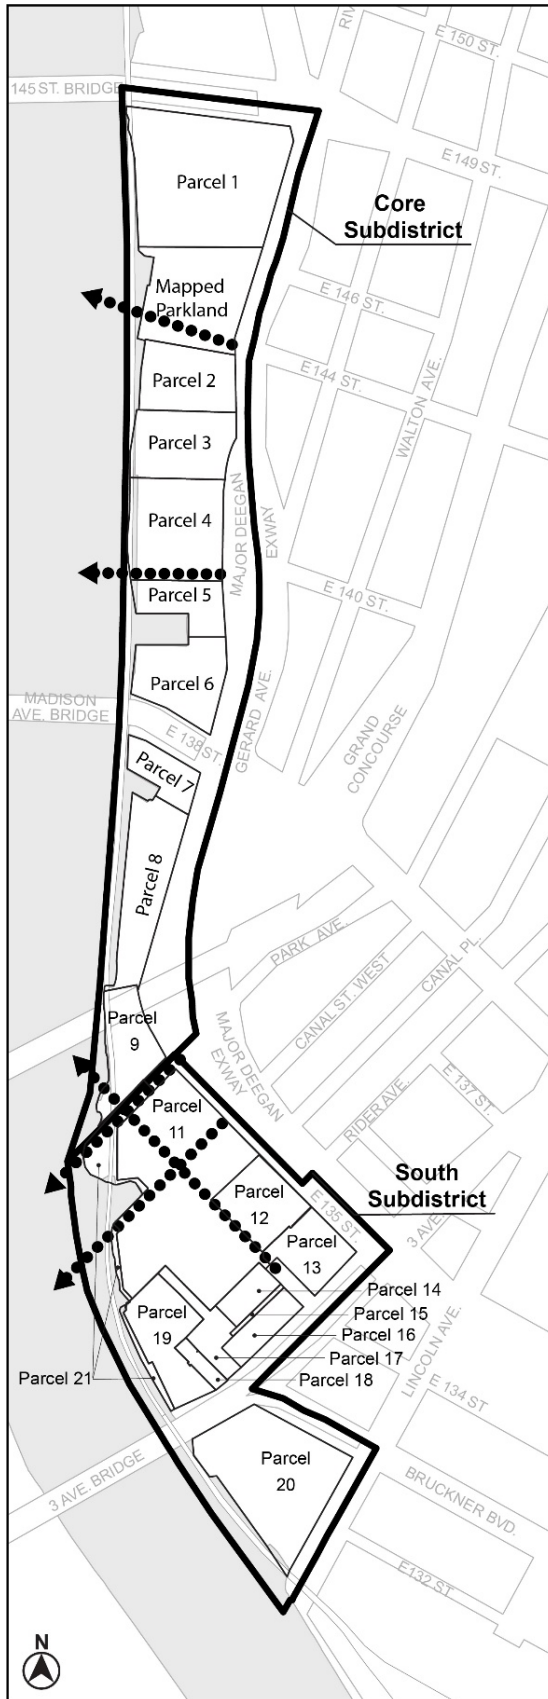 RIV
E 150 ST.
145 ST. BRIDGE
E 149 ST.
Parcel 1
Core
Subdistrict
Mapped
Parkland
E 146 ST.
E 144 ST.
WALTON AVE.
Parcel 2
Parcel 3
Parcel 4
MAJOR DEEGAN
EXWAY
E 140 ST.
Parcel 5
Parcel 6
MADISON
AVE. BRIDGE
E 138 ST.
GERARD AVE.
GRAND
CONCOURSE
Parcel 7
Parcel 8
PARK AVE.
CANAL ST. WEST
CANAL PL.
Parcel
9
MAJOR DEEGAN
EXWAY
E 137 ST.
RIDER AVE.
Parcel
11
South
Subdistrict
Parcel
12
E 135 ST.
3 AVE.
Parcel
13
Parcel 14
Parcel 15
Parcel 16
Parcel 17
Parcel 18
Parcel
19
Parcel 21
LINCOLN AVE.
E 134 ST
3 AVE. BRIDGE
Parcel
20
BRUCKNER BVD.
E132 ST
N